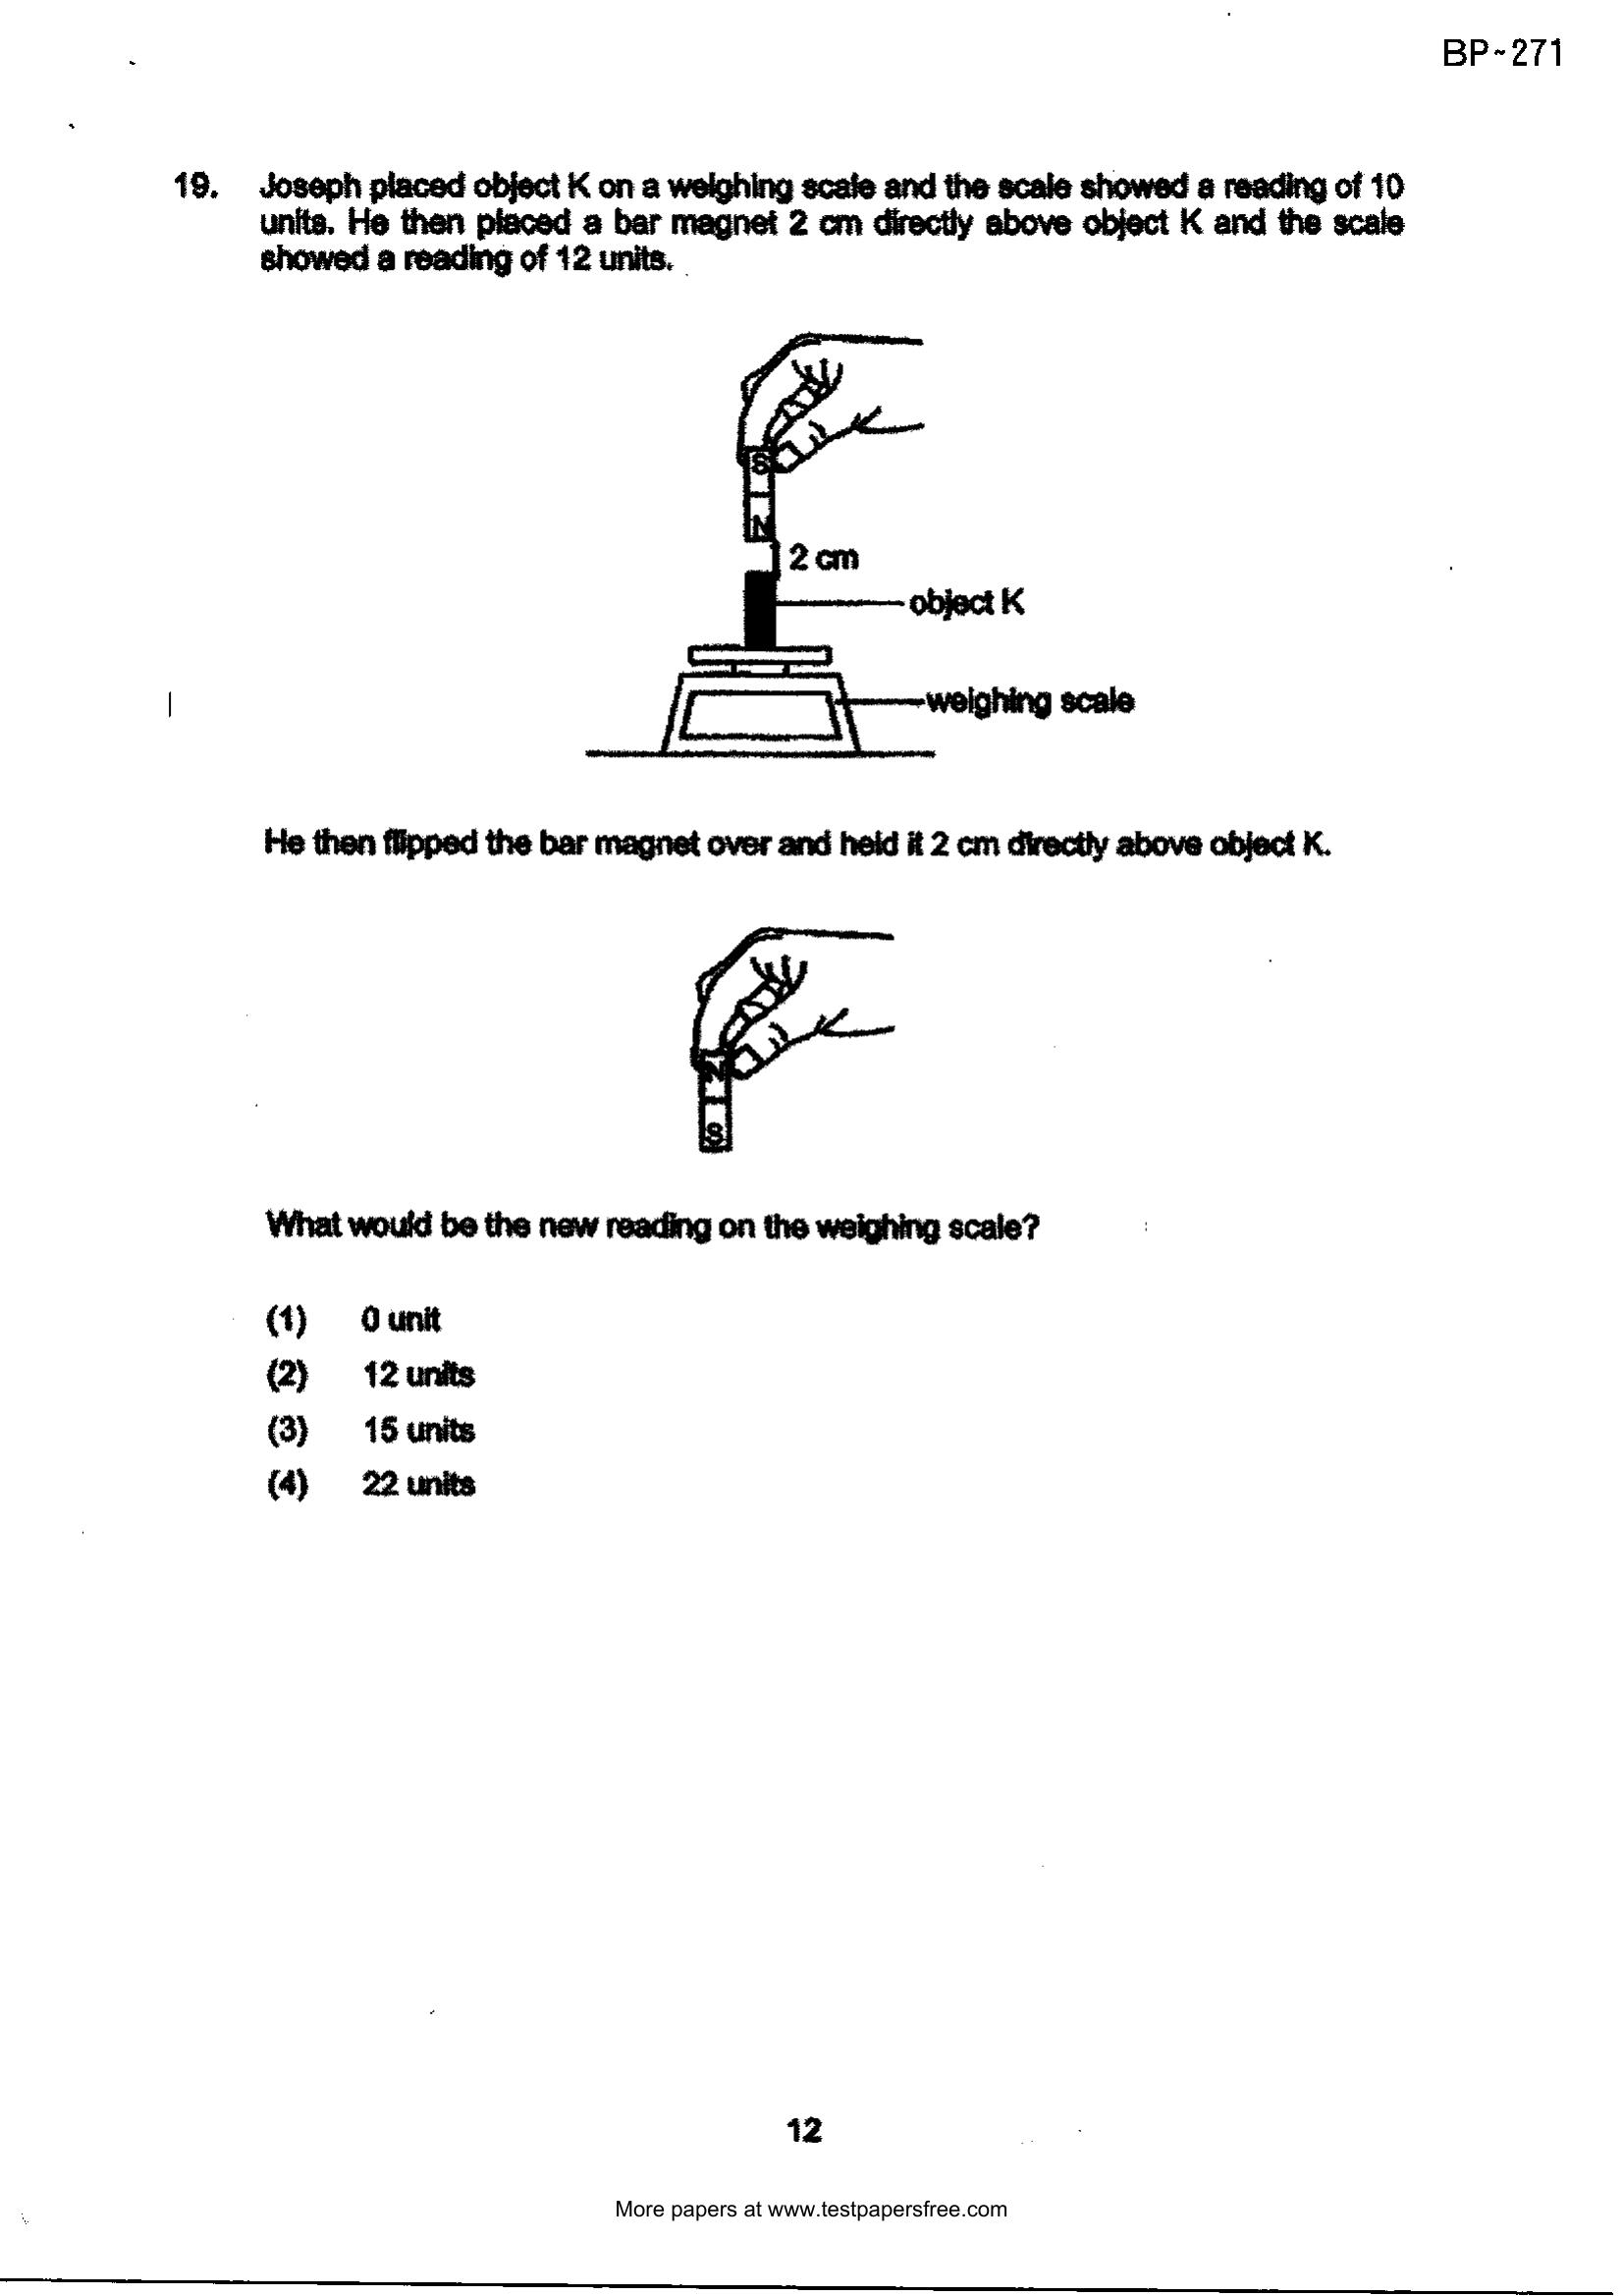 BP-271
19. Joseph placed object K on a weighing scale and the scale showed a reading of 10
units. He then placed a bar magnet 2 cm directly above object K and the scale
showed a reading of 12 units.
S
N
2 cm
object K
weighing scale
He then flipped the bar magnet over and held it 2 cm directly above object K.
N
S
What would be the new reading on the weighing scale?
(1) 0 unit
(2) 12 units
(3) 15 units
(4) 22 units
12
More papers at www.testpapersfree.com